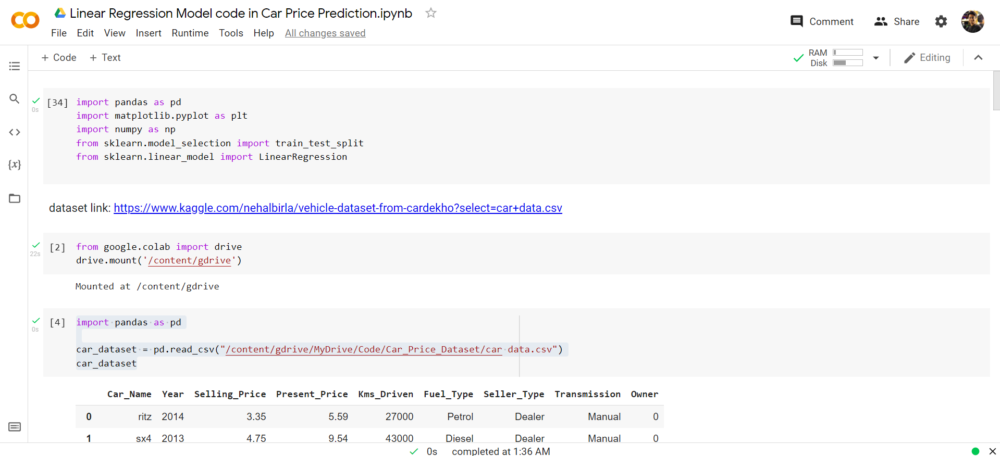 Linear Regression Model code in Car Price Prediction.ipynb
File Edit View Insert Runtime Tools Help All changes saved
Comment Share
+ Code + Text
RAM
Disk
Editing
[34] import pandas as pd
0s
import matplotlib.pyplot as plt
import numpy as np
from sklearn.model_selection import train_test_split
from sklearn.linear_model import LinearRegression
{x}
dataset link: https://www.kaggle.com/nehalbirla/vehicle-dataset-from-cardekho?select=car+data.csv
[2] from google.colab import drive
22s
drive.mount('/content/gdrive')
Mounted at /content/gdrive
[4] import pandas as pd
0s
car_dataset = pd.read_csv("/content/gdrive/MyDrive/Code/Car_Price_Dataset/car data.csv")
car_dataset
Car_Name Year Selling_Price Present_Price Kms_Driven Fuel_Type Seller_Type Transmission Owner
0 ritz 2014 3.35 5.59 27000 Petrol Dealer Manual 0
1 sx4 2013 4.75 9.54 43000 Diesel Dealer Manual 0
0s completed at 1:36 AM